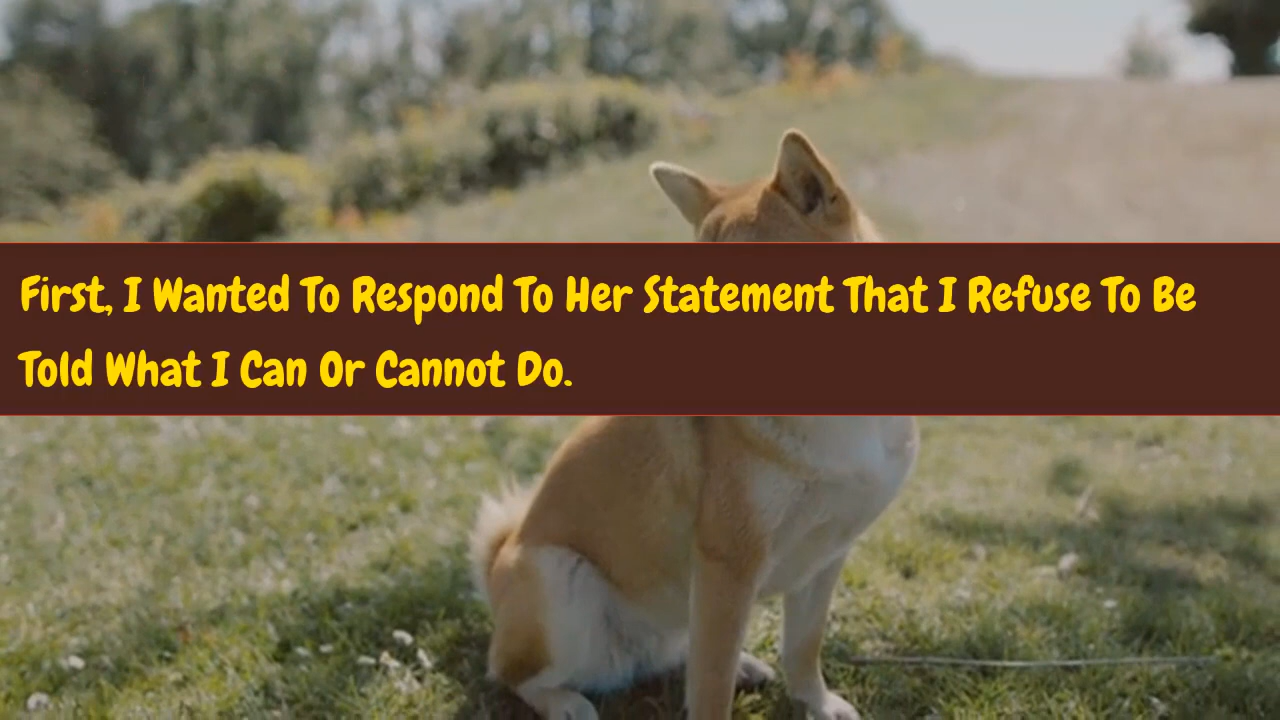 First, I Wanted To Respond To Her Statement That I Refuse To Be
Told What I Can Or Cannot Do.